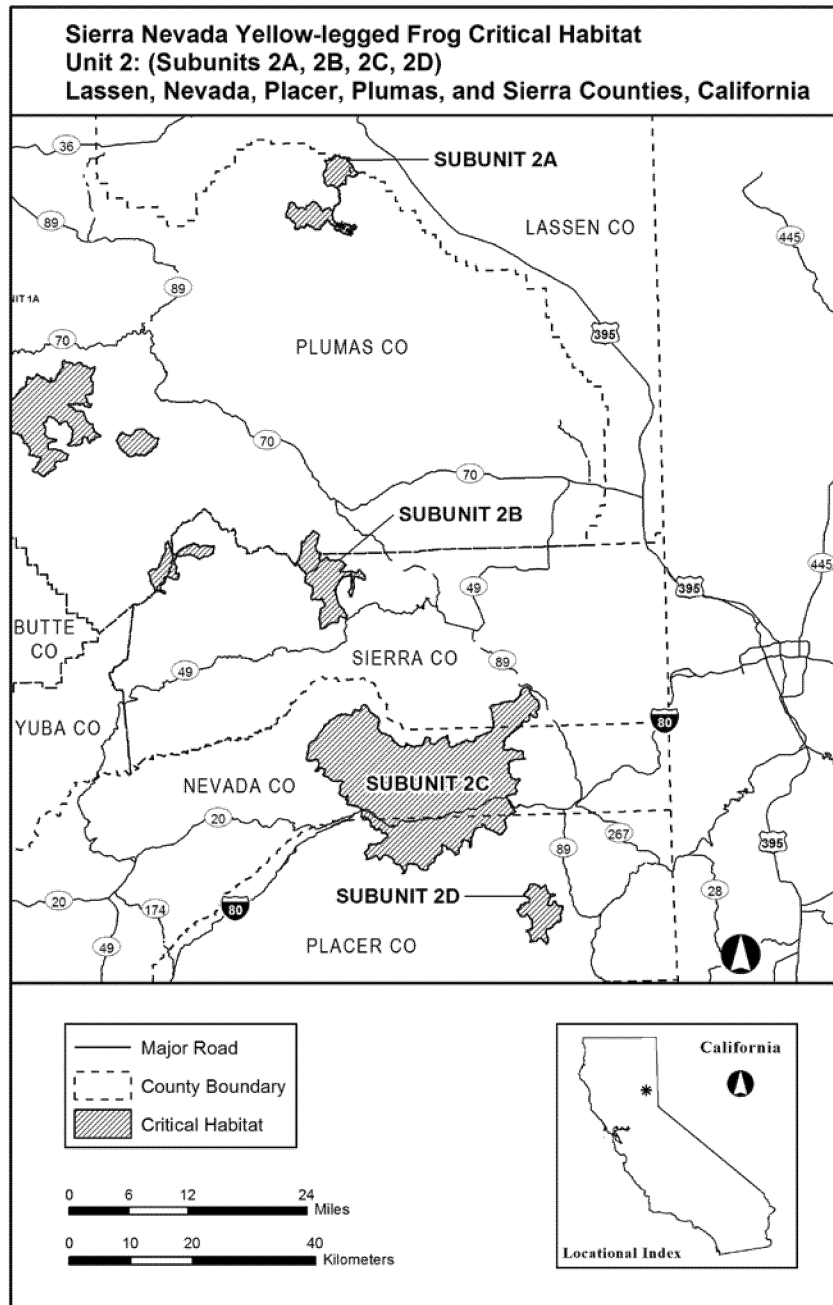 Sierra Nevada Yellow-legged Frog Critical Habitat
Unit 2: (Subunits 2A, 2B, 2C, 2D)
Lassen, Nevada, Placer, Plumas, and Sierra Counties, California
36
SUBUNIT 2A
89
LASSEN CO
445
89
NIT 1A
395
70
PLUMAS CO
70
70
SUBUNIT 2B
445
49
395
BUTTE
CO
SIERRA CO
49
89
YUBA CO
80
SUBUNIT 2C
NEVADA CO
20
267
89
395
SUBUNIT 2D
28
20
174
80
49
PLACER CO
Major Road
County Boundary
Critical Habitat
0 6 12 24
Miles
0 10 20 40
Kilometers
California
Locational Index